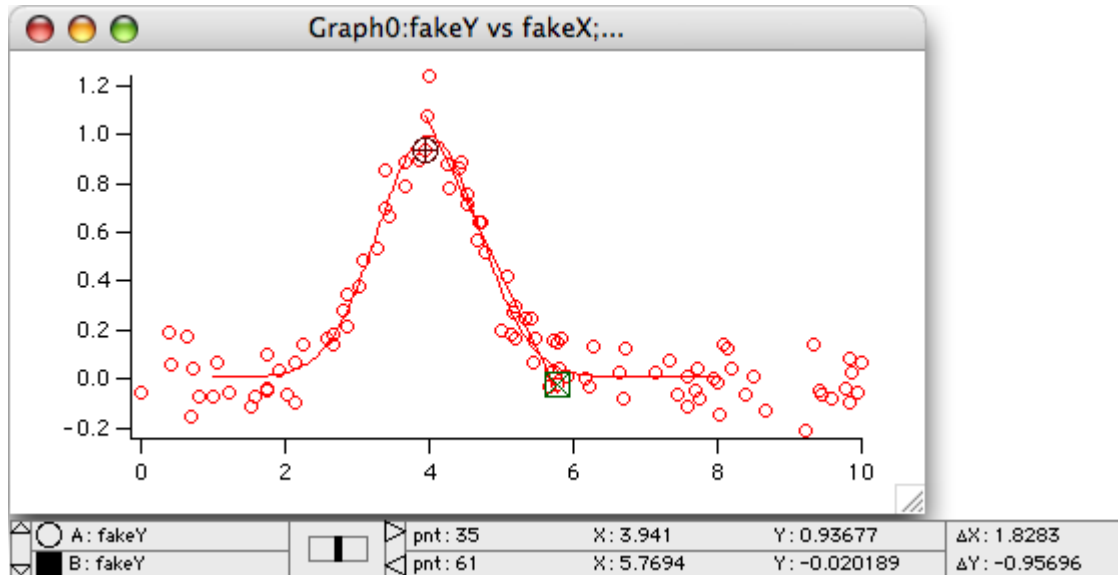 Graph0:fakeY vs fakeX;...
1.2
1.0
0.8
0.6
0.4
0.2
0.0
-0.2
0 2 4 6 8 10
A: fakeY pnt: 35 X: 3.941 Y: 0.93677 ΔX: 1.8283
B: fakeY pnt: 61 X: 5.7694 Y: -0.020189 ΔY: -0.95696